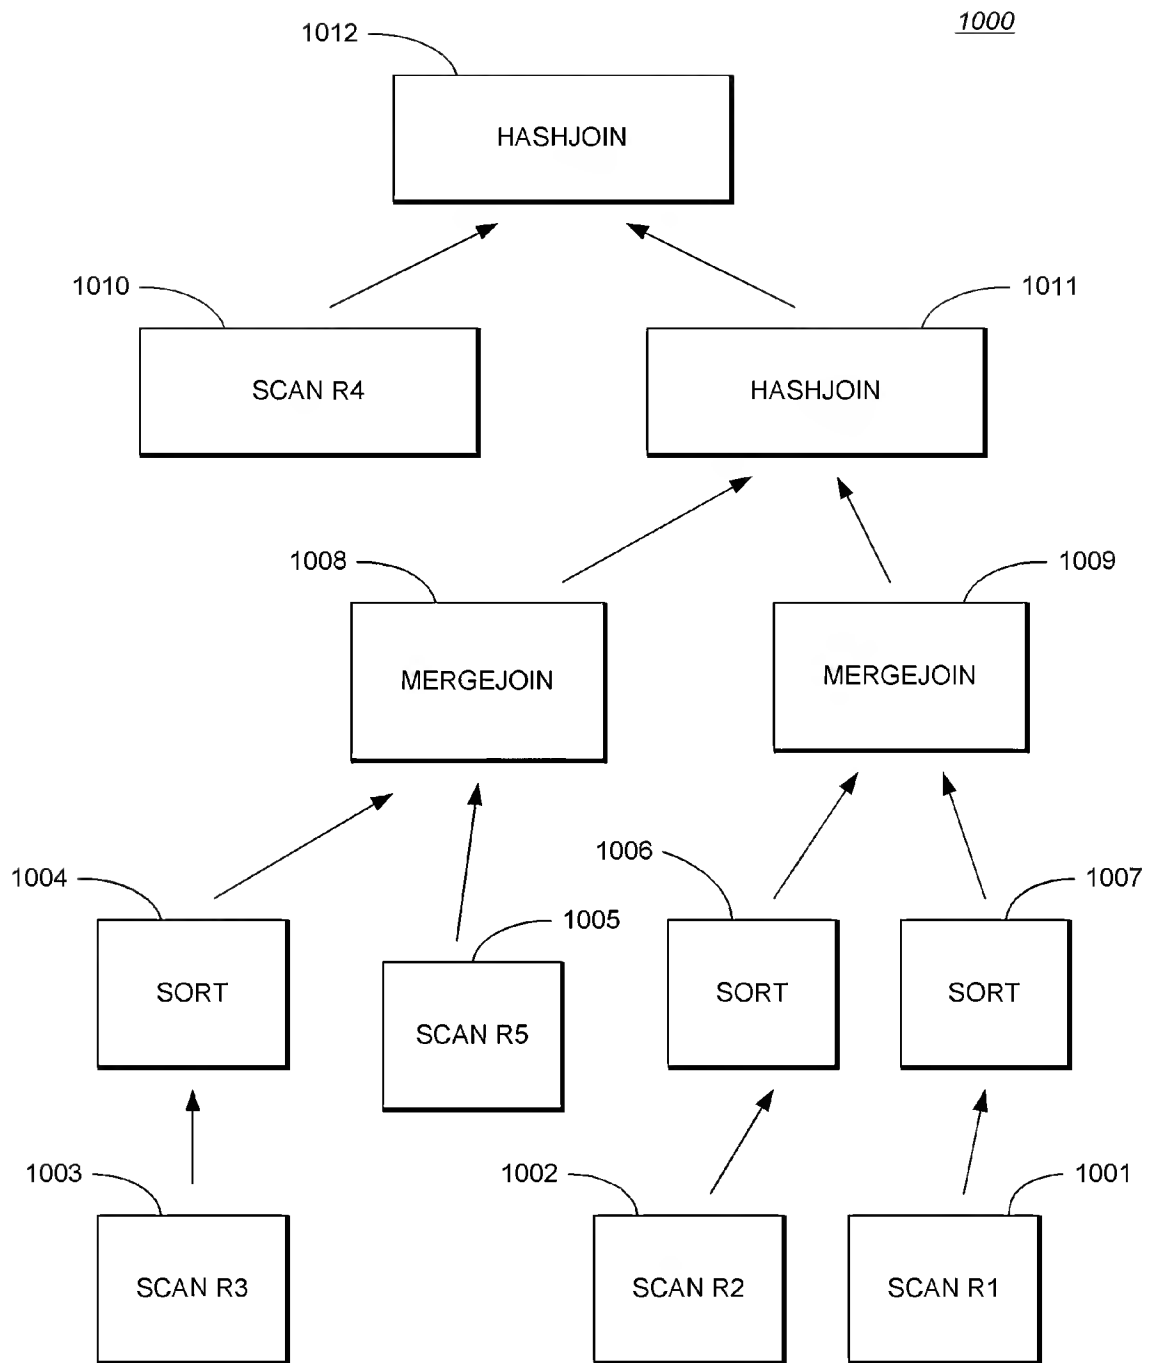 1000
1012
HASHJOIN
1010
1011
SCAN R4
HASHJOIN
1008
1009
MERGEJOIN
MERGEJOIN
1004
1006
1007
1005
SORT
SCAN R5
SORT
SORT
1003
1002
1001
SCAN R3
SCAN R2
SCAN R1